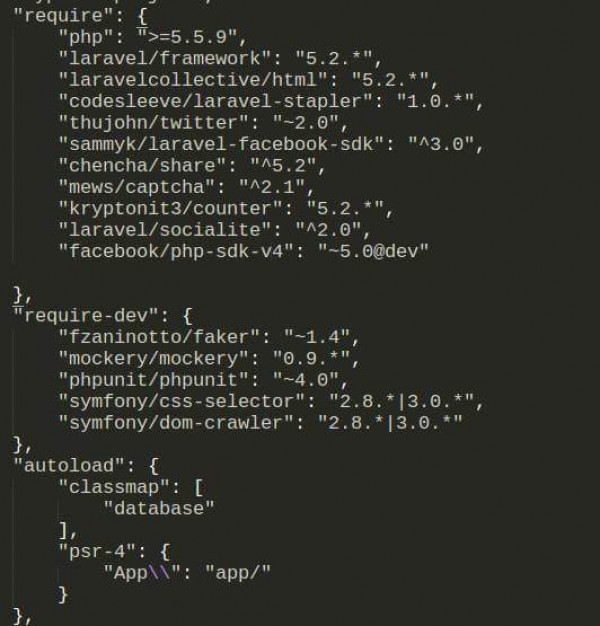 "require": {
"php": ">=5.5.9",
"laravel/framework": "5.2.*",
"laravelcollective/html": "5.2.*",
"codesleeve/laravel-stapler": "1.0.*",
"thujohn/twitter": "~2.0",
"sammyk/laravel-facebook-sdk": "^3.0",
"chencha/share": "^5.2",
"mews/captcha": "^2.1",
"kryptonit3/counter": "5.2.*",
"laravel/socialite": "^2.0",
"facebook/php-sdk-v4": "~5.0@dev"
},
"require-dev": {
"fzaninotto/faker": "~1.4",
"mockery/mockery": "0.9.*",
"phpunit/phpunit": "~4.0",
"symfony/css-selector": "2.8.*|3.0.*",
"symfony/dom-crawler": "2.8.*|3.0.*"
},
"autoload": {
"classmap": [
"database"
],
"psr-4": {
"App\\": "app/"
}
},